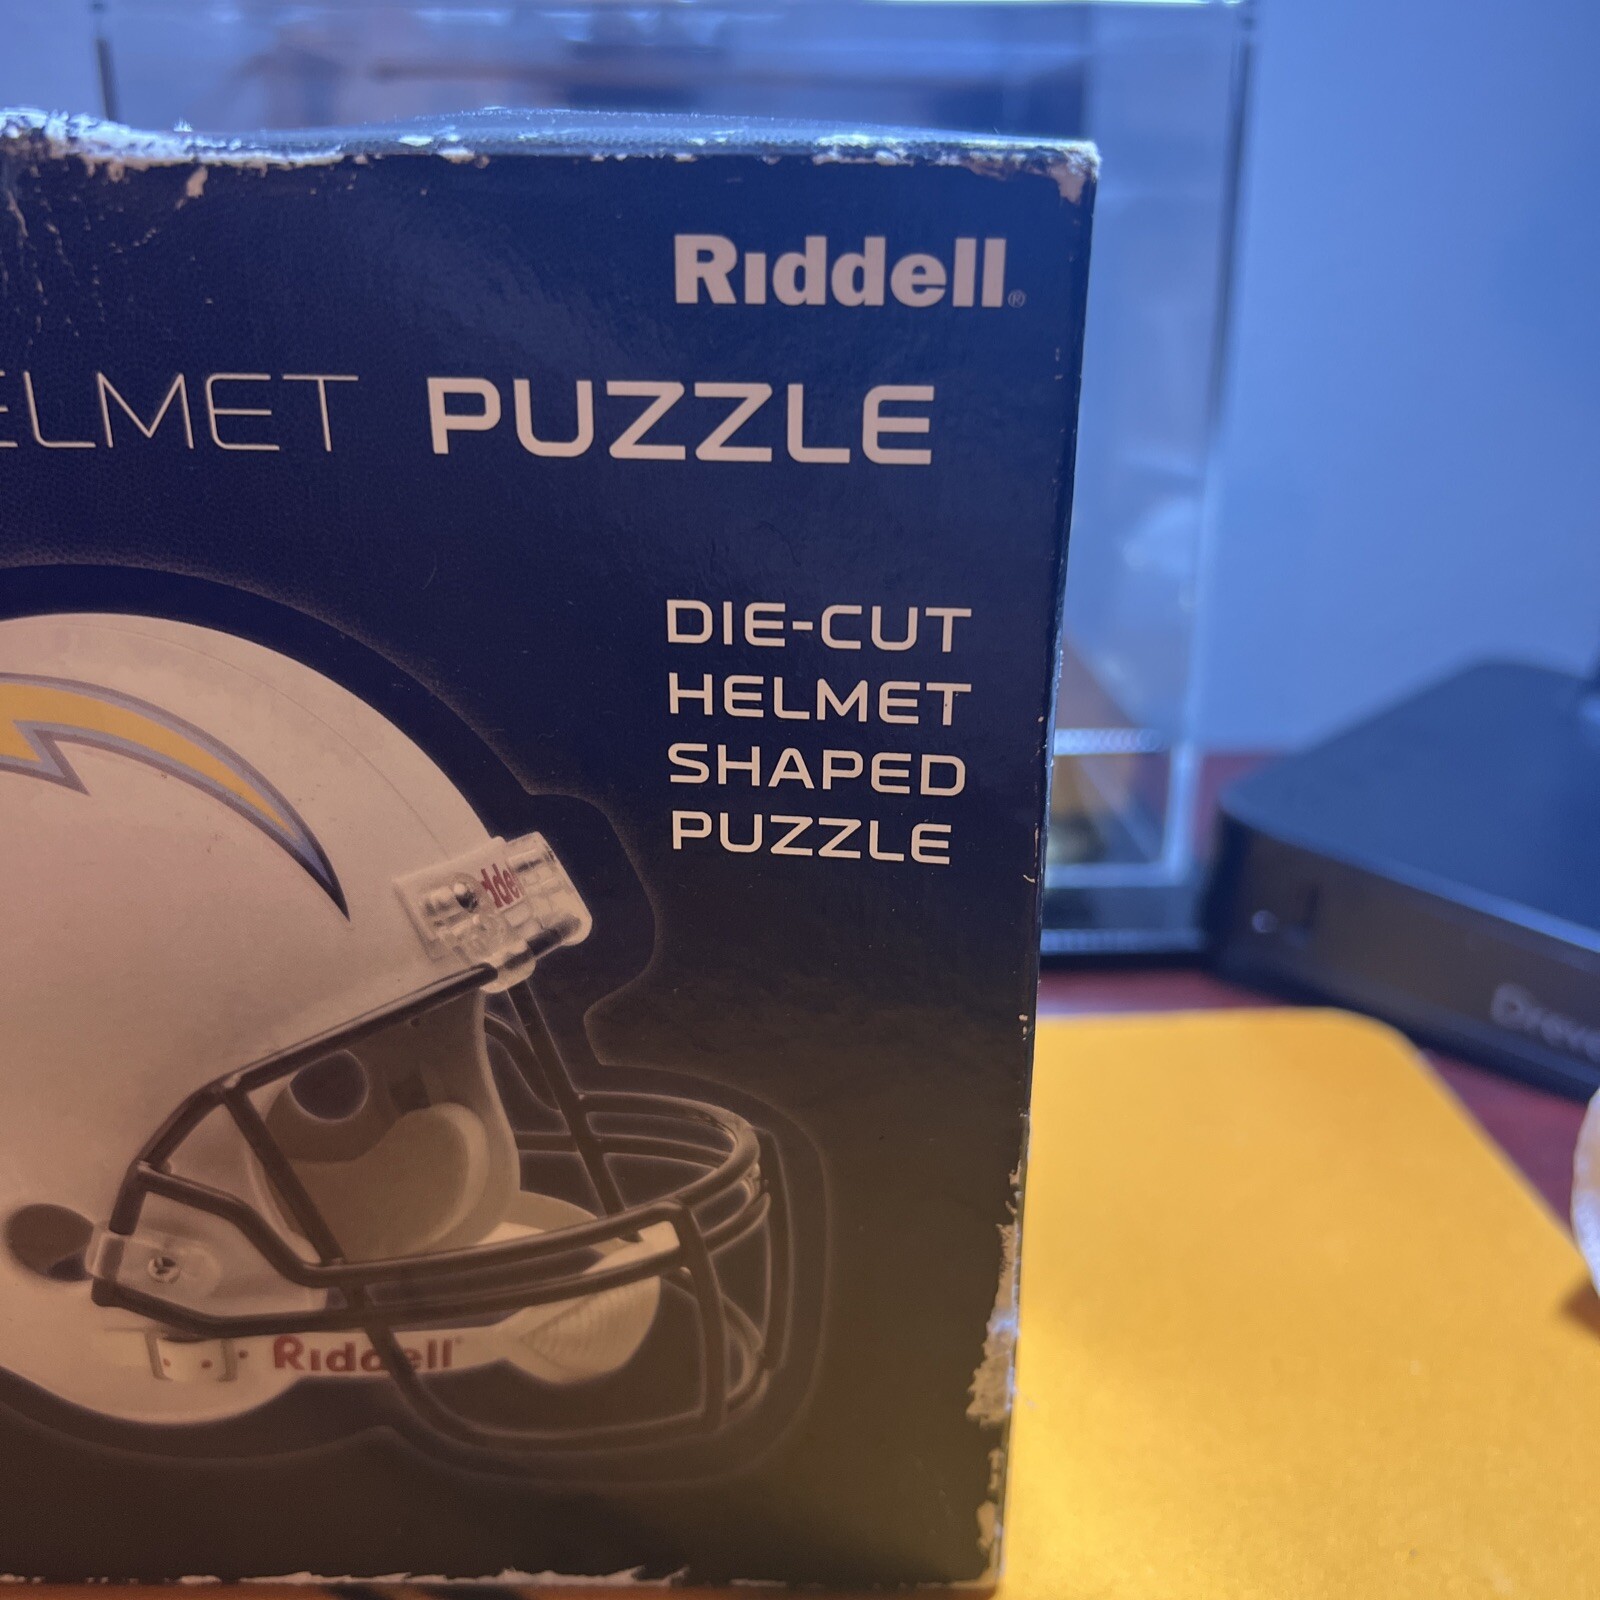 Riddell®
ELMET PUZZLE
DIE-CUT
HELMET
SHAPED
PUZZLE
Riddell